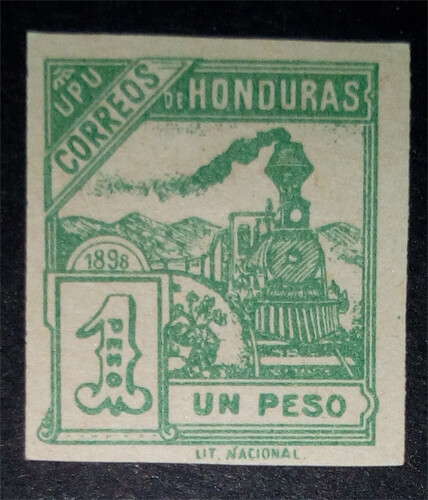 UPU
CORREOS
DE HONDURAS
1898
1
PESO
UN PESO
LIT. NACIONAL.